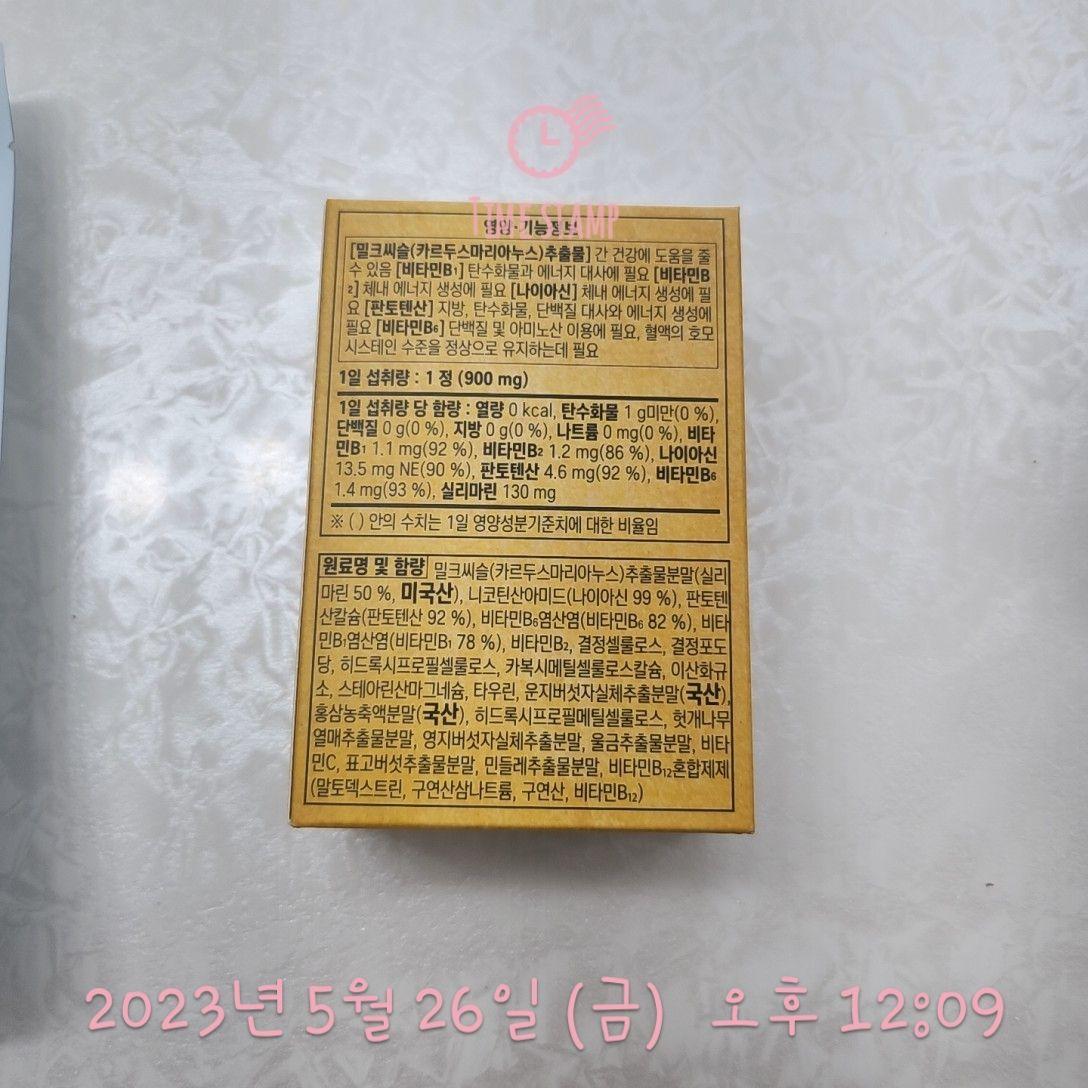 TIME STAMP
영양·기능정보
[밀크씨슬(카르두스마리아누스)추출물] 간 건강에 도움을 줄
수 있음 [비타민B₁] 탄수화물과 에너지 대사에 필요 [비타민B
₂] 체내 에너지 생성에 필요 [나이아신] 체내 에너지 생성에 필
요 [판토텐산] 지방, 탄수화물, 단백질 대사와 에너지 생성에
필요 [비타민B₆] 단백질 및 아미노산 이용에 필요, 혈액의 호모
시스테인 수준을 정상으로 유지하는데 필요
1일 섭취량 : 1 정 (900 mg)
1일 섭취량 당 함량 : 열량 0 kcal, 탄수화물 1 g미만(0 %),
단백질 0 g(0 %), 지방 0 g(0 %), 나트륨 0 mg(0 %), 비타
민B₁ 1.1 mg(92 %), 비타민B₂ 1.2 mg(86 %), 나이아신
13.5 mg NE(90 %), 판토텐산 4.6 mg(92 %), 비타민B₆
1.4 mg(93 %), 실리마린 130 mg
※ ( ) 안의 수치는 1일 영양성분기준치에 대한 비율임
원료명 및 함량 밀크씨슬(카르두스마리아누스)추출물분말(실리
마린 50 %, 미국산), 니코틴산아미드(나이아신 99 %), 판토텐
산칼슘(판토텐산 92 %), 비타민B₆염산염(비타민B₆ 82 %), 비타
민B₁염산염(비타민B₁ 78 %), 비타민B₂, 결정셀룰로스, 결정포도
당, 히드록시프로필셀룰로스, 카복시메틸셀룰로스칼슘, 이산화규
소, 스테아린산마그네슘, 타우린, 운지버섯자실체추출분말(국산),
홍삼농축액분말(국산), 히드록시프로필메틸셀룰로스, 헛개나무
열매추출물분말, 영지버섯자실체추출분말, 울금추출물분말, 비타
민C, 표고버섯추출물분말, 민들레추출물분말, 비타민B₁₂혼합제제
(말토덱스트린, 구연산삼나트륨, 구연산, 비타민B₁₂)
2023년 5월 26일 (금) 오후 12:09